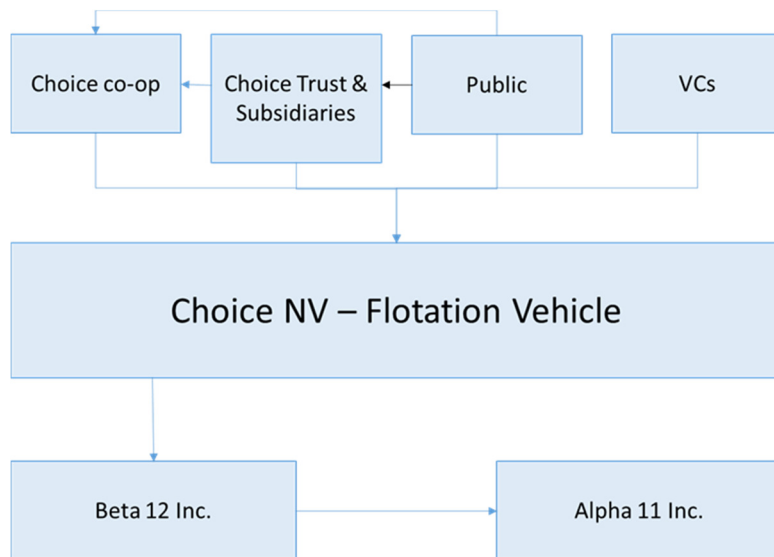 Choice co-op
Choice Trust &
Subsidiaries
Public
VCs
Choice NV – Flotation Vehicle
Beta 12 Inc.
Alpha 11 Inc.